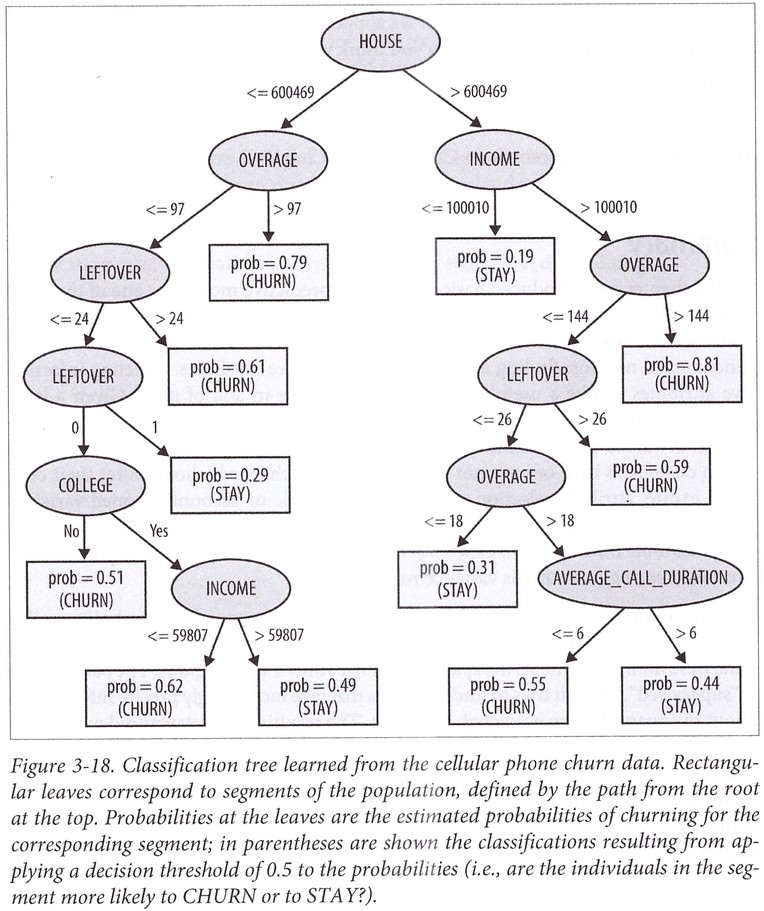 HOUSE
<= 600469
> 600469
OVERAGE
INCOME
<= 97
> 97
<= 100010
> 100010
LEFTOVER
prob = 0.79
(CHURN)
prob = 0.19
(STAY)
OVERAGE
<= 24
> 24
<= 144
> 144
LEFTOVER
prob = 0.61
(CHURN)
LEFTOVER
prob = 0.81
(CHURN)
0
1
<= 26
> 26
COLLEGE
prob = 0.29
(STAY)
OVERAGE
prob = 0.59
(CHURN)
No
Yes
<= 18
> 18
prob = 0.51
(CHURN)
INCOME
prob = 0.31
(STAY)
AVERAGE_CALL_DURATION
<= 59807
> 59807
<= 6
> 6
prob = 0.62
(CHURN)
prob = 0.49
(STAY)
prob = 0.55
(CHURN)
prob = 0.44
(STAY)
Figure 3-18. Classification tree learned from the cellular phone churn data. Rectangu-
lar leaves correspond to segments of the population, defined by the path from the root
at the top. Probabilities at the leaves are the estimated probabilities of churning for the
corresponding segment; in parentheses are shown the classifications resulting from ap-
plying a decision threshold of 0.5 to the probabilities (i.e., are the individuals in the seg-
ment more likely to CHURN or to STAY?).